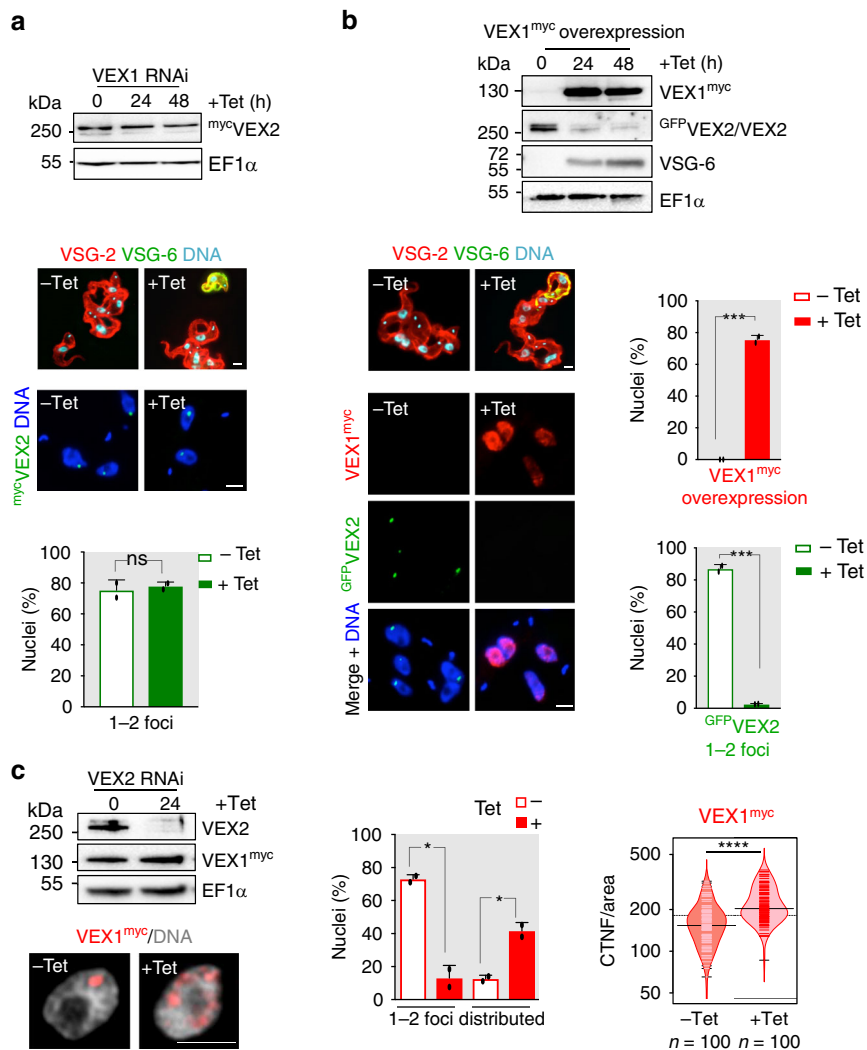 a
VEX1 RNAi
kDa 0 24 48 +Tet (h)
250 mycVEX2
55 EF1α
VSG-2 VSG-6 DNA
–Tet +Tet
mycVEX2 DNA
–Tet +Tet
Nuclei (%)
100
80
60
40
20
0
ns
– Tet
+ Tet
1–2 foci
b
VEX1myc overexpression
0 24 48 +Tet (h)
kDa
130 VEX1myc
250 GFPVEX2/VEX2
72
55 VSG-6
55 EF1α
VSG-2 VSG-6 DNA
–Tet +Tet
VEX1myc
–Tet +Tet
GFPVEX2
Merge + DNA
Nuclei (%)
100
80
60
40
20
0
***
– Tet
+ Tet
VEX1myc
overexpression
Nuclei (%)
100
80
60
40
20
0
***
– Tet
+ Tet
GFPVEX2
1–2 foci
c
VEX2 RNAi
kDa 0 24 +Tet
250 VEX2
130 VEX1myc
55 EF1α
VEX1myc/DNA
–Tet +Tet
Tet –
+
Nuclei (%)
100
80
60
40
20
0
* *
1–2 foci distributed
VEX1myc
CTNF/area
400
200
100
50
****
–Tet +Tet
n = 100 n = 100